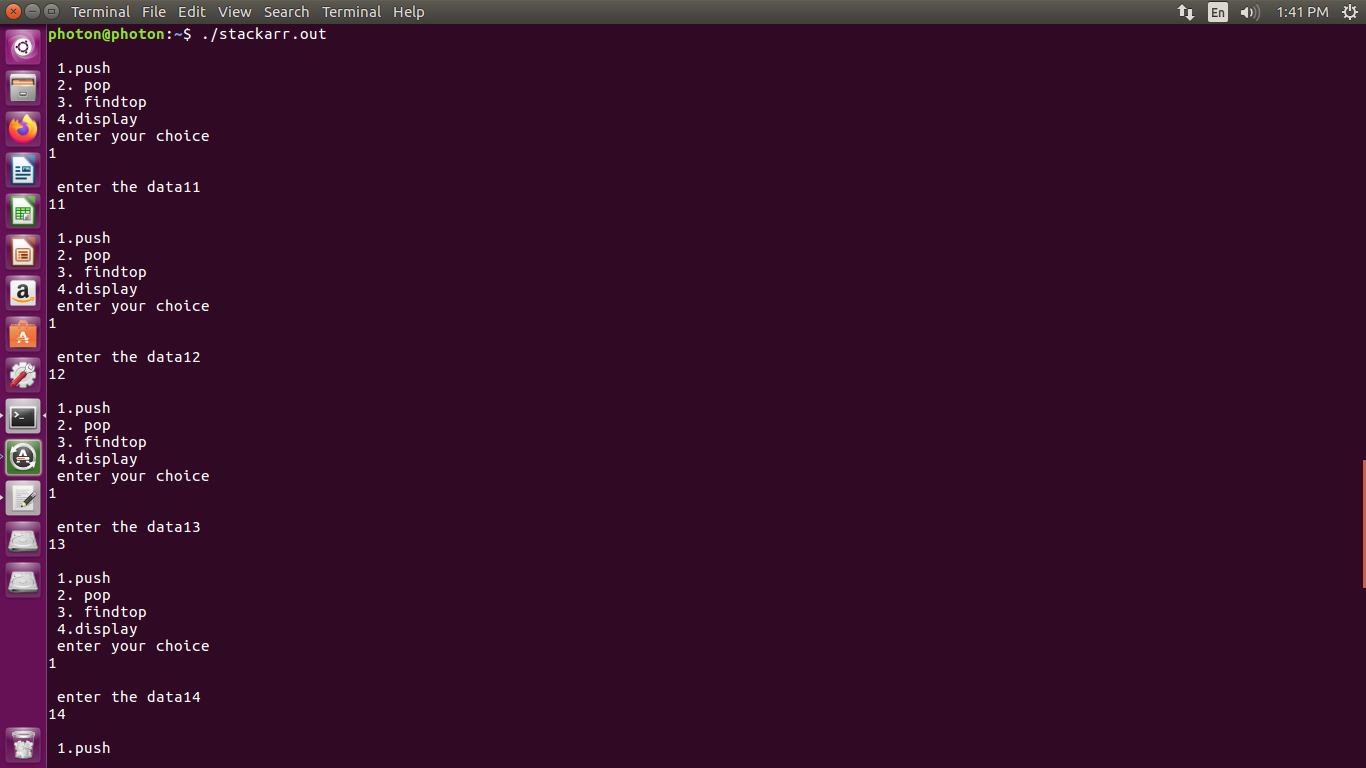 Terminal File Edit View Search Terminal Help En 1:41 PM
photon@photon:~$ ./stackarr.out
1.push
2. pop
3. findtop
4.display
enter your choice
1
enter the data11
11
1.push
2. pop
3. findtop
4.display
enter your choice
1
enter the data12
12
1.push
2. pop
3. findtop
4.display
enter your choice
1
enter the data13
13
1.push
2. pop
3. findtop
4.display
enter your choice
1
enter the data14
14
1.push